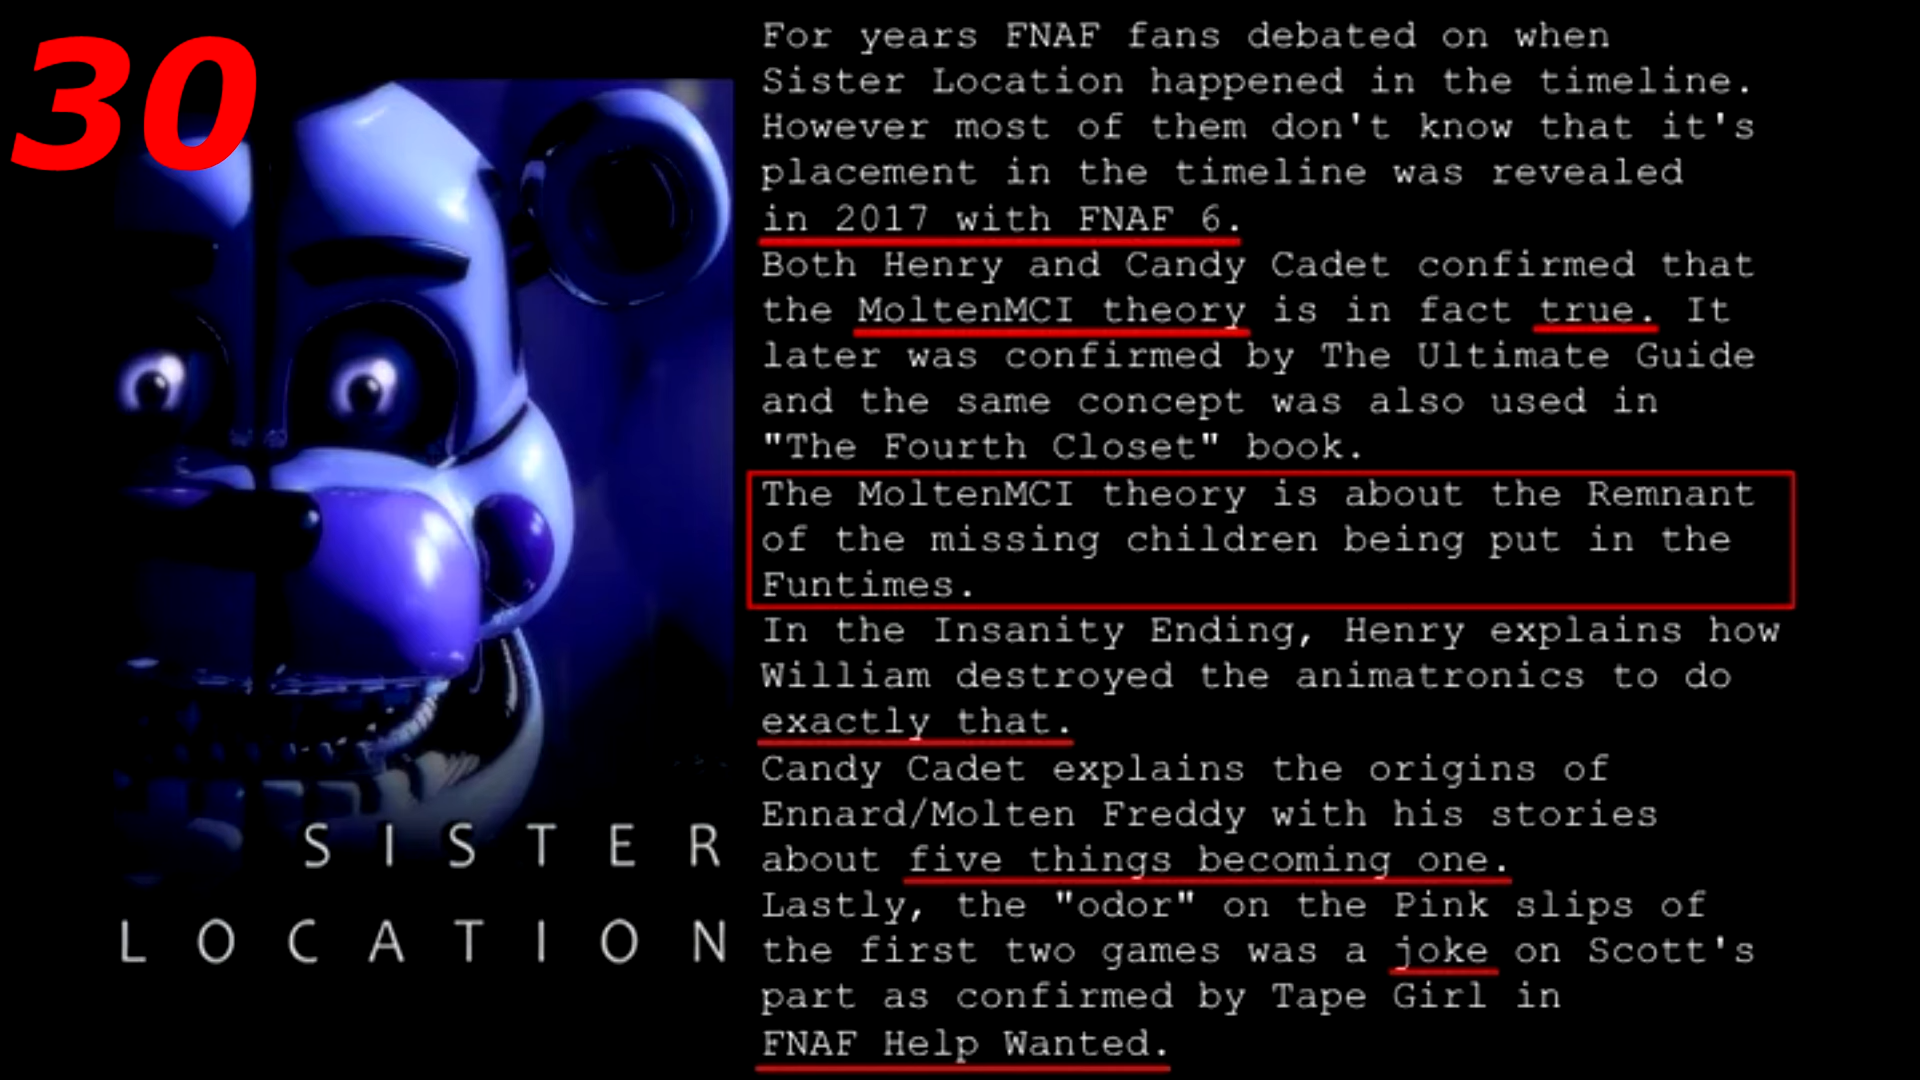 30
For years FNAF fans debated on when
Sister Location happened in the timeline.
However most of them don't know that it's
placement in the timeline was revealed
in 2017 with FNAF 6.
Both Henry and Candy Cadet confirmed that
the MoltenMCI theory is in fact true. It
later was confirmed by The Ultimate Guide
and the same concept was also used in
"The Fourth Closet" book.
The MoltenMCI theory is about the Remnant
of the missing children being put in the
Funtimes.
In the Insanity Ending, Henry explains how
William destroyed the animatronics to do
exactly that.
Candy Cadet explains the origins of
Ennard/Molten Freddy with his stories
about five things becoming one.
Lastly, the "odor" on the Pink slips of
the first two games was a joke on Scott's
part as confirmed by Tape Girl in
FNAF Help Wanted.
SISTER
LOCATION